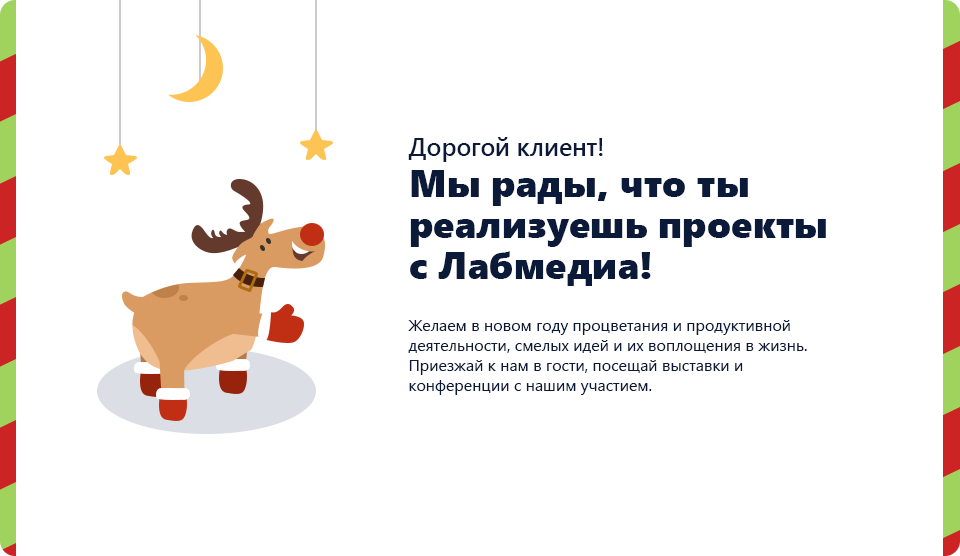 Дорогой клиент!
Мы рады, что ты
реализуешь проекты
с Лабмедиа!
Желаем в новом году процветания и продуктивной
деятельности, смелых идей и их воплощения в жизнь.
Приезжай к нам в гости, посещай выставки и
конференции с нашим участием.